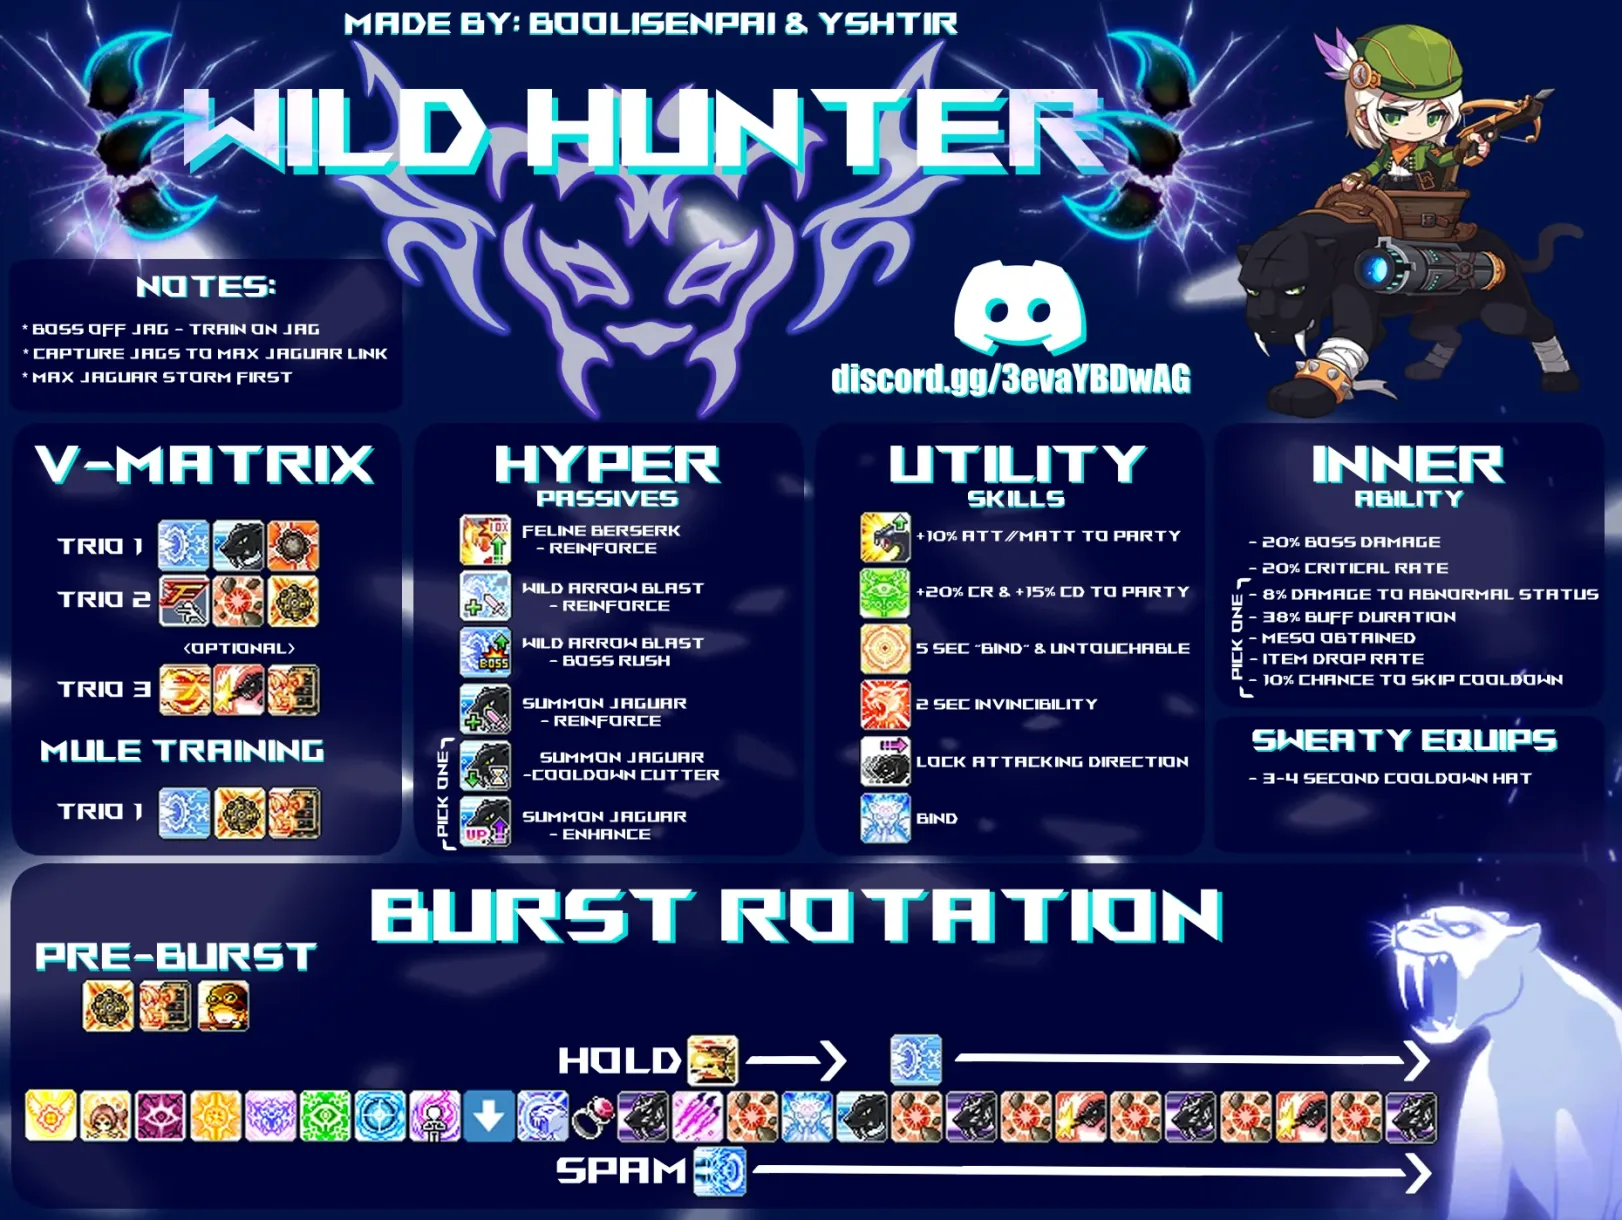 MADE BY: BOOLISENPAI & YSHTIR
WILD HUNTER
NOTES:
* BOSS OFF JAG - TRAIN ON JAG
* CAPTURE JAGS TO MAX JAGUAR LINK
* MAX JAGUAR STORM FIRST
discord.gg/3evaYBDwAG
V-MATRIX
TRIO 1
TRIO 2
<OPTIONAL>
TRIO 3
MULE TRAINING
TRIO 1
HYPER
PASSIVES
FELINE BERSERK
- REINFORCE
WILD ARROW BLAST
- REINFORCE
WILD ARROW BLAST
- BOSS RUSH
BOSS
SUMMON JAGUAR
- REINFORCE
PICK ONE
SUMMON JAGUAR
-COOLDOWN CUTTER
SUMMON JAGUAR
- ENHANCE
UP
UTILITY
SKILLS
+10% ATT//MATT TO PARTY
+20% CR & +15% CD TO PARTY
5 SEC "BIND" & UNTOUCHABLE
2 SEC INVINCIBILITY
LOCK ATTACKING DIRECTION
BIND
INNER
ABILITY
- 20% BOSS DAMAGE
- 20% CRITICAL RATE
PICK ONE
- 8% DAMAGE TO ABNORMAL STATUS
- 38% BUFF DURATION
- MESO OBTAINED
- ITEM DROP RATE
- 10% CHANCE TO SKIP COOLDOWN
SWEATY EQUIPS
- 3-4 SECOND COOLDOWN HAT
BURST ROTATION
PRE-BURST
HOLD
SPAM